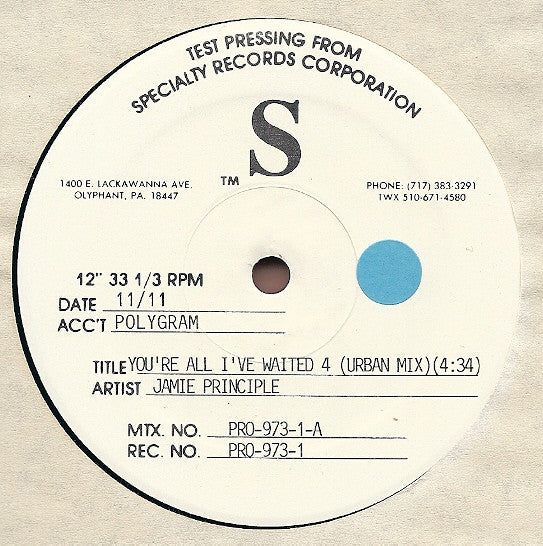 TEST PRESSING FROM
SPECIALTY RECORDS CORPORATION
S
TM
1400 E. LACKAWANNA AVE.
OLYPHANT, PA. 18447
PHONE: (717) 383-3291
TWX 510-671-4580
12" 33 1/3 RPM
DATE 11/11
ACC'T POLYGRAM
TITLE YOU'RE ALL I'VE WAITED 4 (URBAN MIX)(4:34)
ARTIST JAMIE PRINCIPLE
MTX. NO. PRO-973-1-A
REC. NO. PRO-973-1